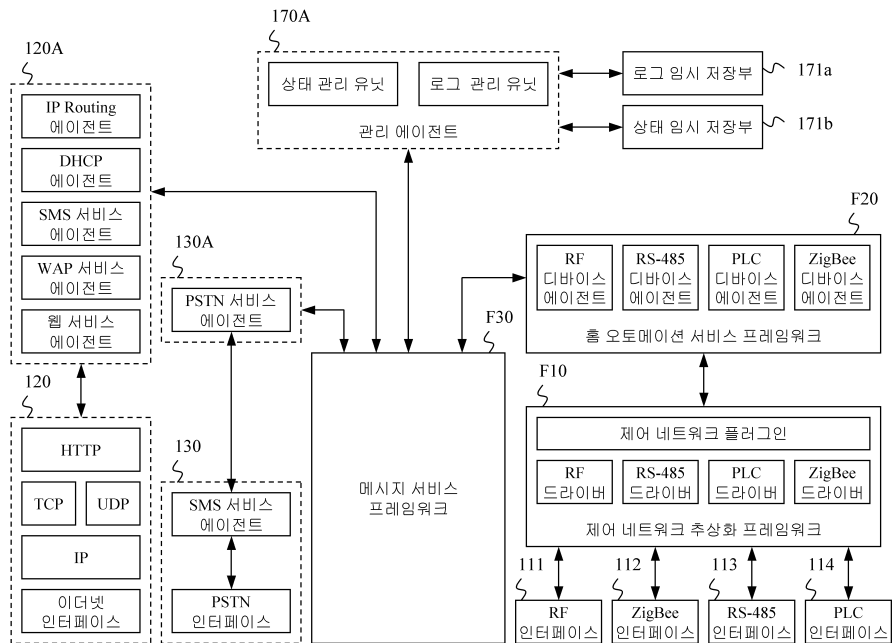 170A
120A
상태 관리 유닛
로그 관리 유닛
관리 에이전트
로그 임시 저장부
171a
상태 임시 저장부
171b
IP Routing
에이전트
DHCP
에이전트
SMS 서비스
에이전트
WAP 서비스
에이전트
웹 서비스
에이전트
130A
PSTN 서비스
에이전트
F30
메시지 서비스
프레임워크
F20
RF
디바이스
에이전트
RS-485
디바이스
에이전트
PLC
디바이스
에이전트
ZigBee
디바이스
에이전트
홈 오토메이션 서비스 프레임워크
F10
제어 네트워크 플러그인
RF
드라이버
RS-485
드라이버
PLC
드라이버
ZigBee
드라이버
제어 네트워크 추상화 프레임워크
120
HTTP
TCP
UDP
IP
이더넷
인터페이스
130
SMS 서비스
에이전트
PSTN
인터페이스
111
RF
인터페이스
112
ZigBee
인터페이스
113
RS-485
인터페이스
114
PLC
인터페이스